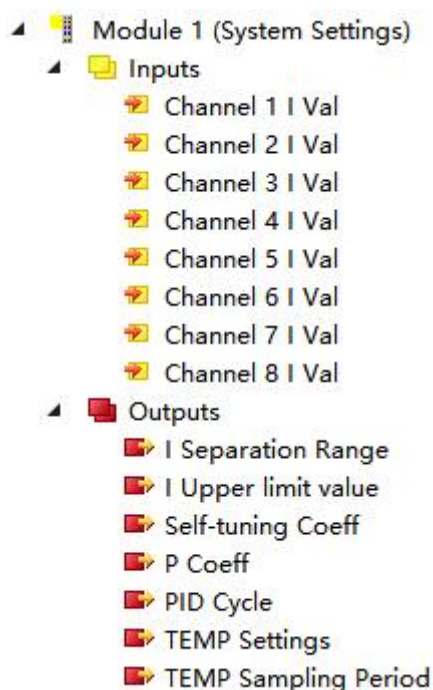 Module 1 (System Settings)
Inputs
Channel 1 I Val
Channel 2 I Val
Channel 3 I Val
Channel 4 I Val
Channel 5 I Val
Channel 6 I Val
Channel 7 I Val
Channel 8 I Val
Outputs
I Separation Range
I Upper limit value
Self-tuning Coeff
P Coeff
PID Cycle
TEMP Settings
TEMP Sampling Period